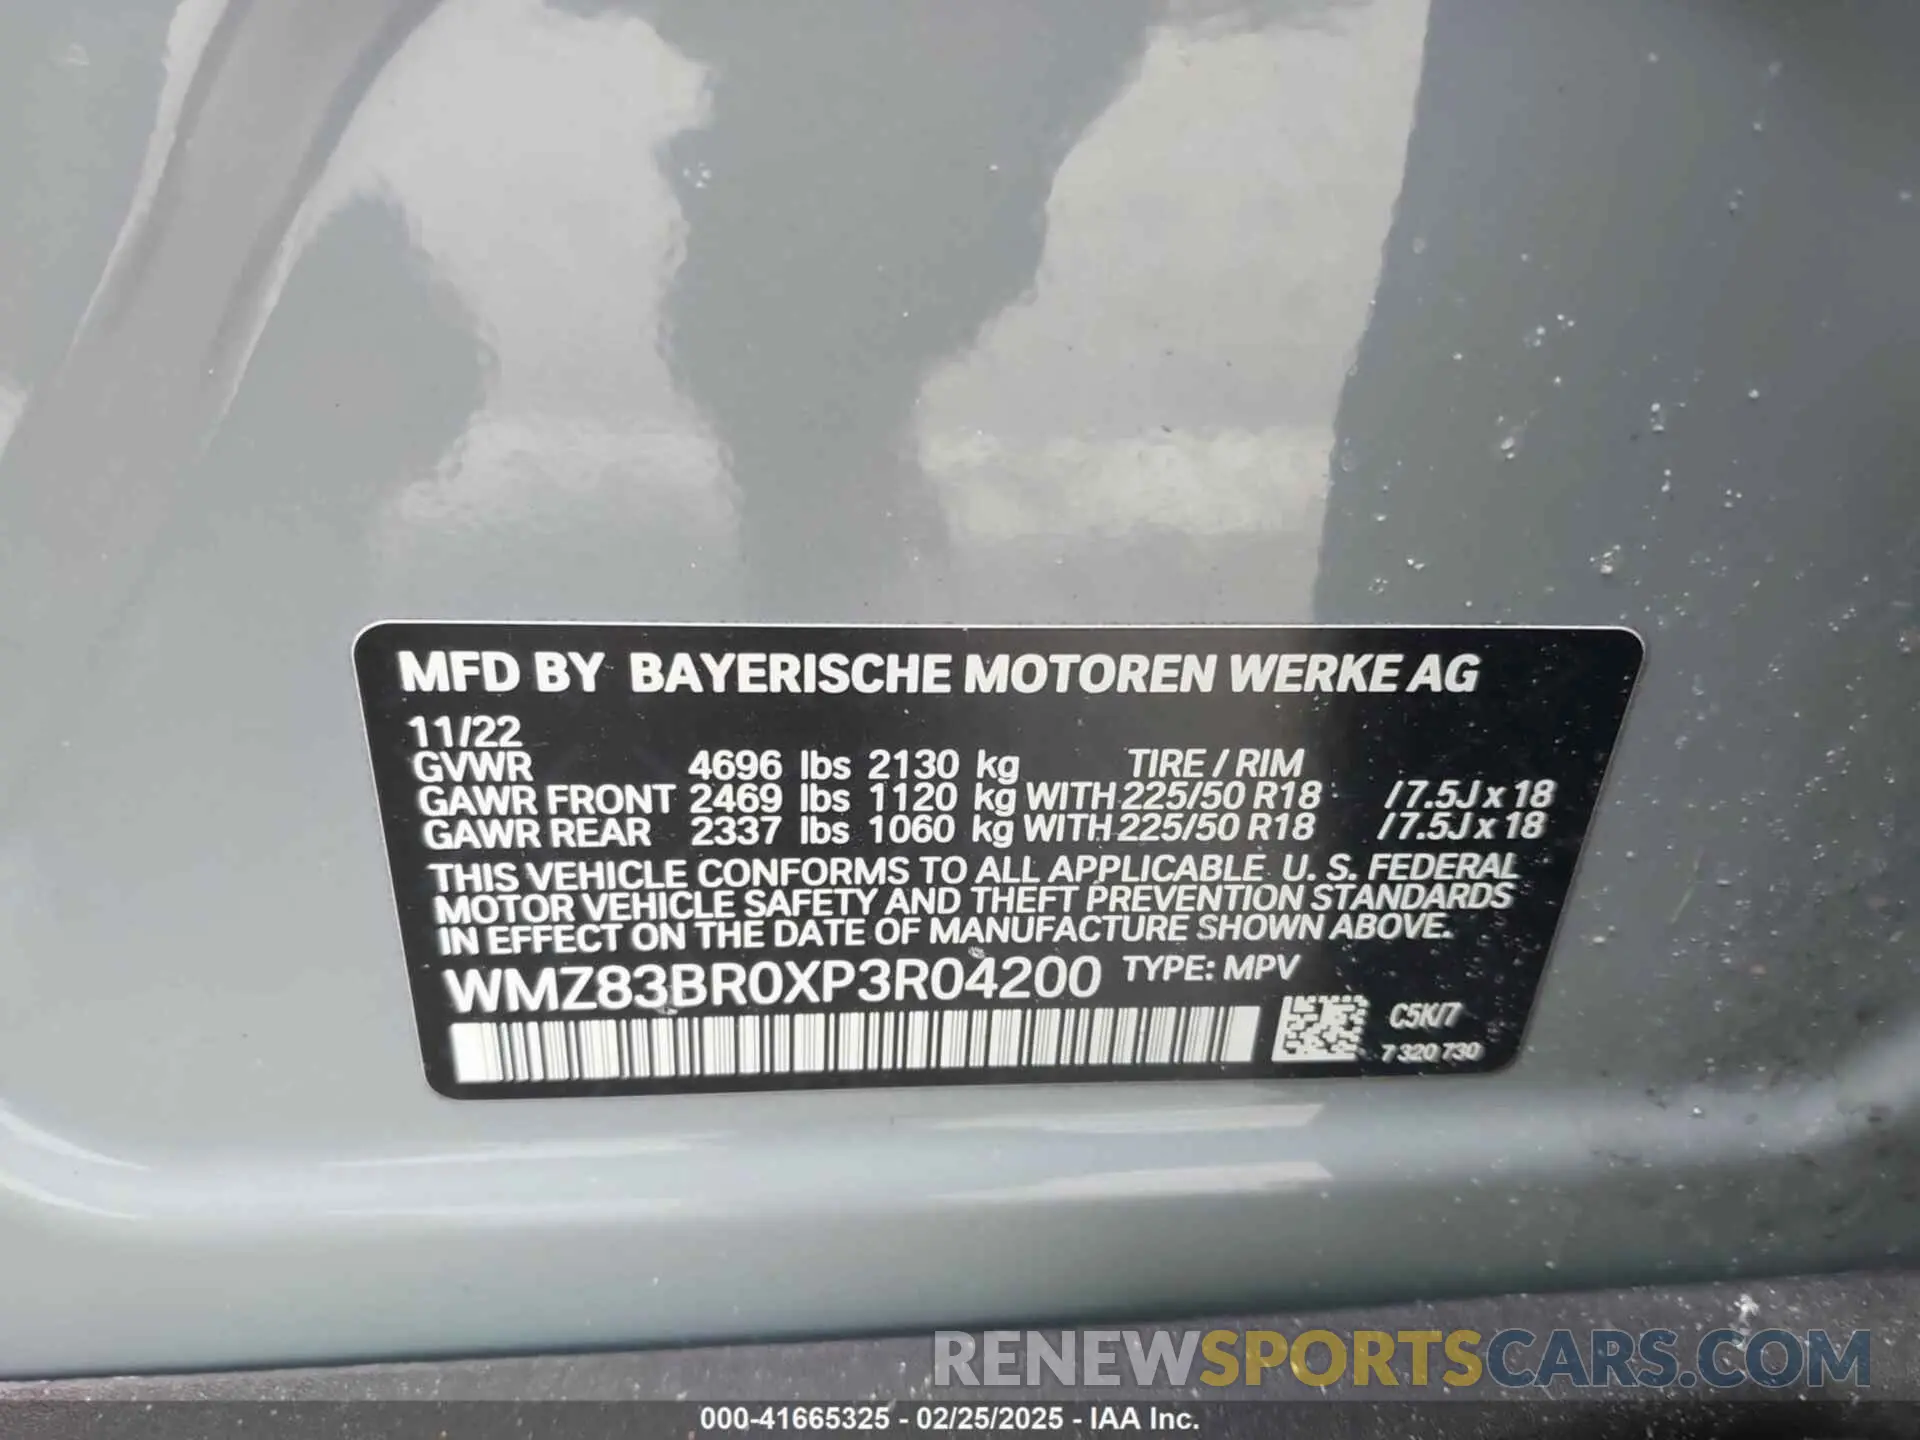 MFD BY BAYERISCHE MOTOREN WERKE AG
11/22
GVWR 4696 lbs 2130 kg TIRE / RIM
GAWR FRONT 2469 lbs 1120 kg WITH 225/50 R18 / 7.5J x 18
GAWR REAR 2337 lbs 1060 kg WITH 225/50 R18 / 7.5J x 18
THIS VEHICLE CONFORMS TO ALL APPLICABLE U. S. FEDERAL
MOTOR VEHICLE SAFETY AND THEFT PREVENTION STANDARDS
IN EFFECT ON THE DATE OF MANUFACTURE SHOWN ABOVE.
WMZ83BR0XP3R04200 TYPE: MPV
C5K/7
7 320 730
RENEWSPORTSCARS.COM
000-41665325 - 02/25/2025 - IAA Inc.